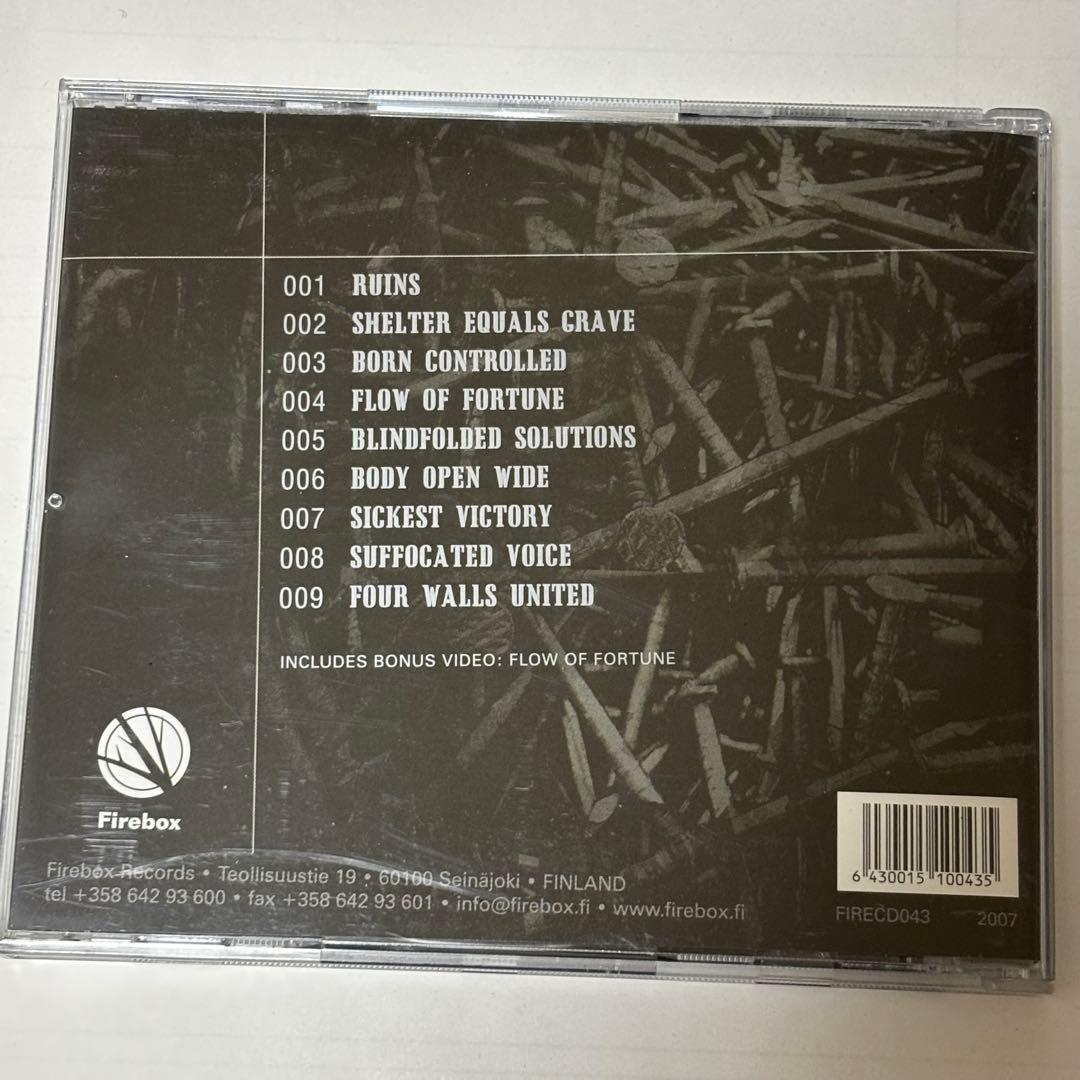 001 RUINS
002 SHELTER EQUALS GRAVE
003 BORN CONTROLLED
004 FLOW OF FORTUNE
005 BLINDFOLDED SOLUTIONS
006 BODY OPEN WIDE
007 SICKEST VICTORY
008 SUFFOCATED VOICE
009 FOUR WALLS UNITED
INCLUDES BONUS VIDEO: FLOW OF FORTUNE
Firebox
Firebox Records • Teollisuustie 19 • 60100 Seinäjoki • FINLAND
tel +358 642 93 600 • fax +358 642 93 601 • info@firebox.fi • www.firebox.fi
6 430015 100435
FIRECD043 2007